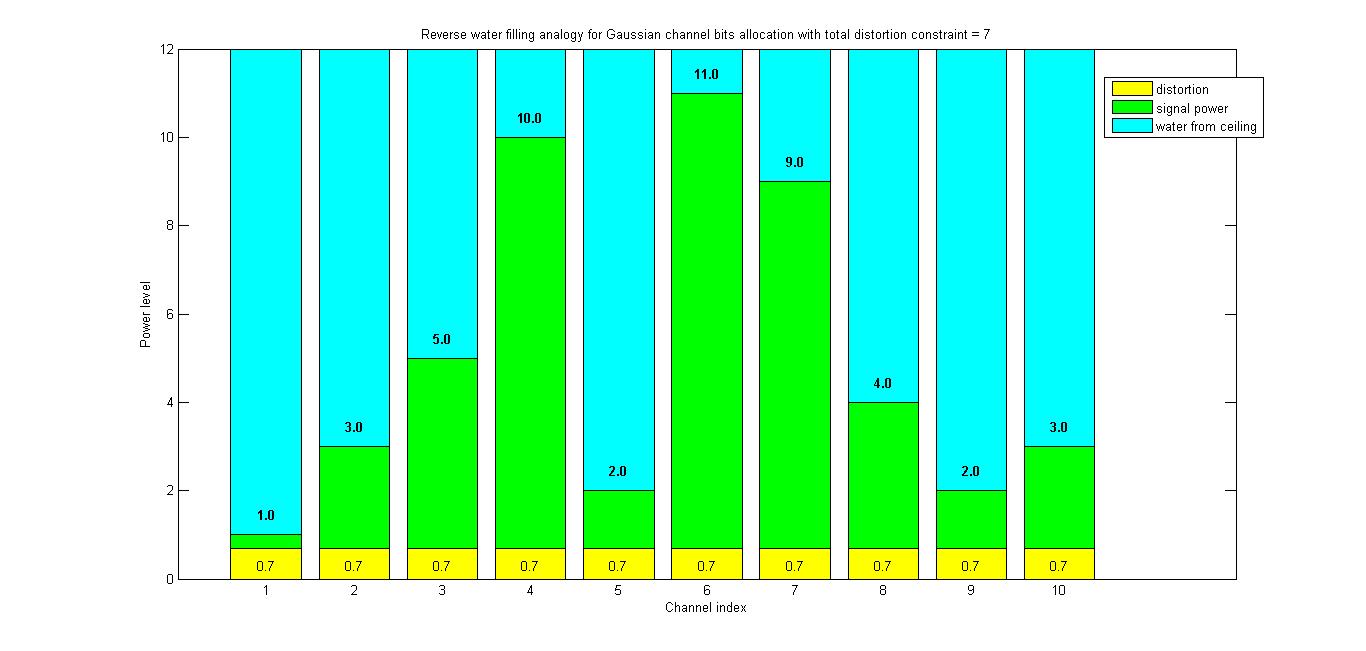 Reverse water filling analogy for Gaussian channel bits allocation with total distortion constraint = 7
12
11.0
distortion
signal power
water from ceiling
10.0
10
9.0
8
Power level
6
5.0
4.0
4
3.0 3.0
2.0 2.0
2
1.0
0.7 0.7 0.7 0.7 0.7 0.7 0.7 0.7 0.7 0.7
0
1 2 3 4 5 6 7 8 9 10
Channel index